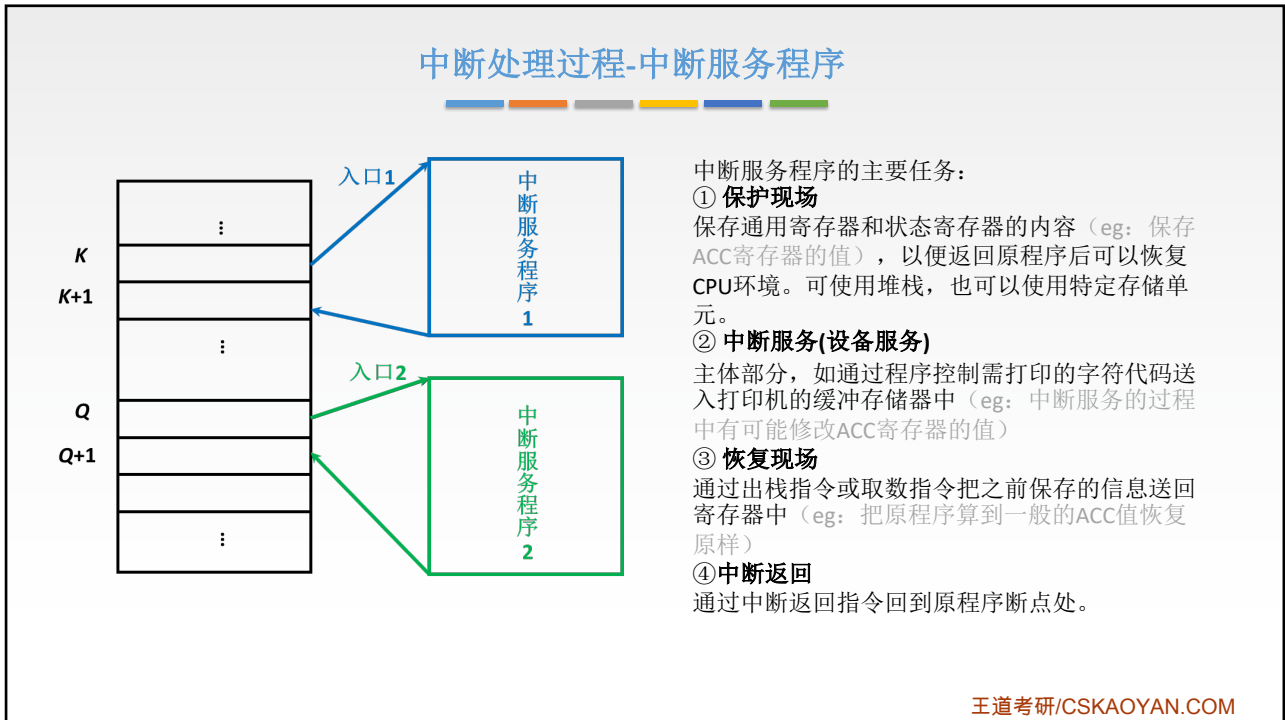 中断处理过程-中断服务程序
入口1
中断服务程序1
⋮
K
K+1
⋮
入口2
Q
Q+1
中断服务程序2
⋮
中断服务程序的主要任务：
① 保护现场
保存通用寄存器和状态寄存器的内容（eg：保存
ACC寄存器的值），以便返回原程序后可以恢复
CPU环境。可使用堆栈，也可以使用特定存储单
元。
② 中断服务(设备服务)
主体部分，如通过程序控制需打印的字符代码送
入打印机的缓冲存储器中（eg：中断服务的过程
中有可能修改ACC寄存器的值）
③ 恢复现场
通过出栈指令或取数指令把之前保存的信息送回
寄存器中（eg：把原程序算到一般的ACC值恢复
原样）
④中断返回
通过中断返回指令回到原程序断点处。
王道考研/CSKAOYAN.COM